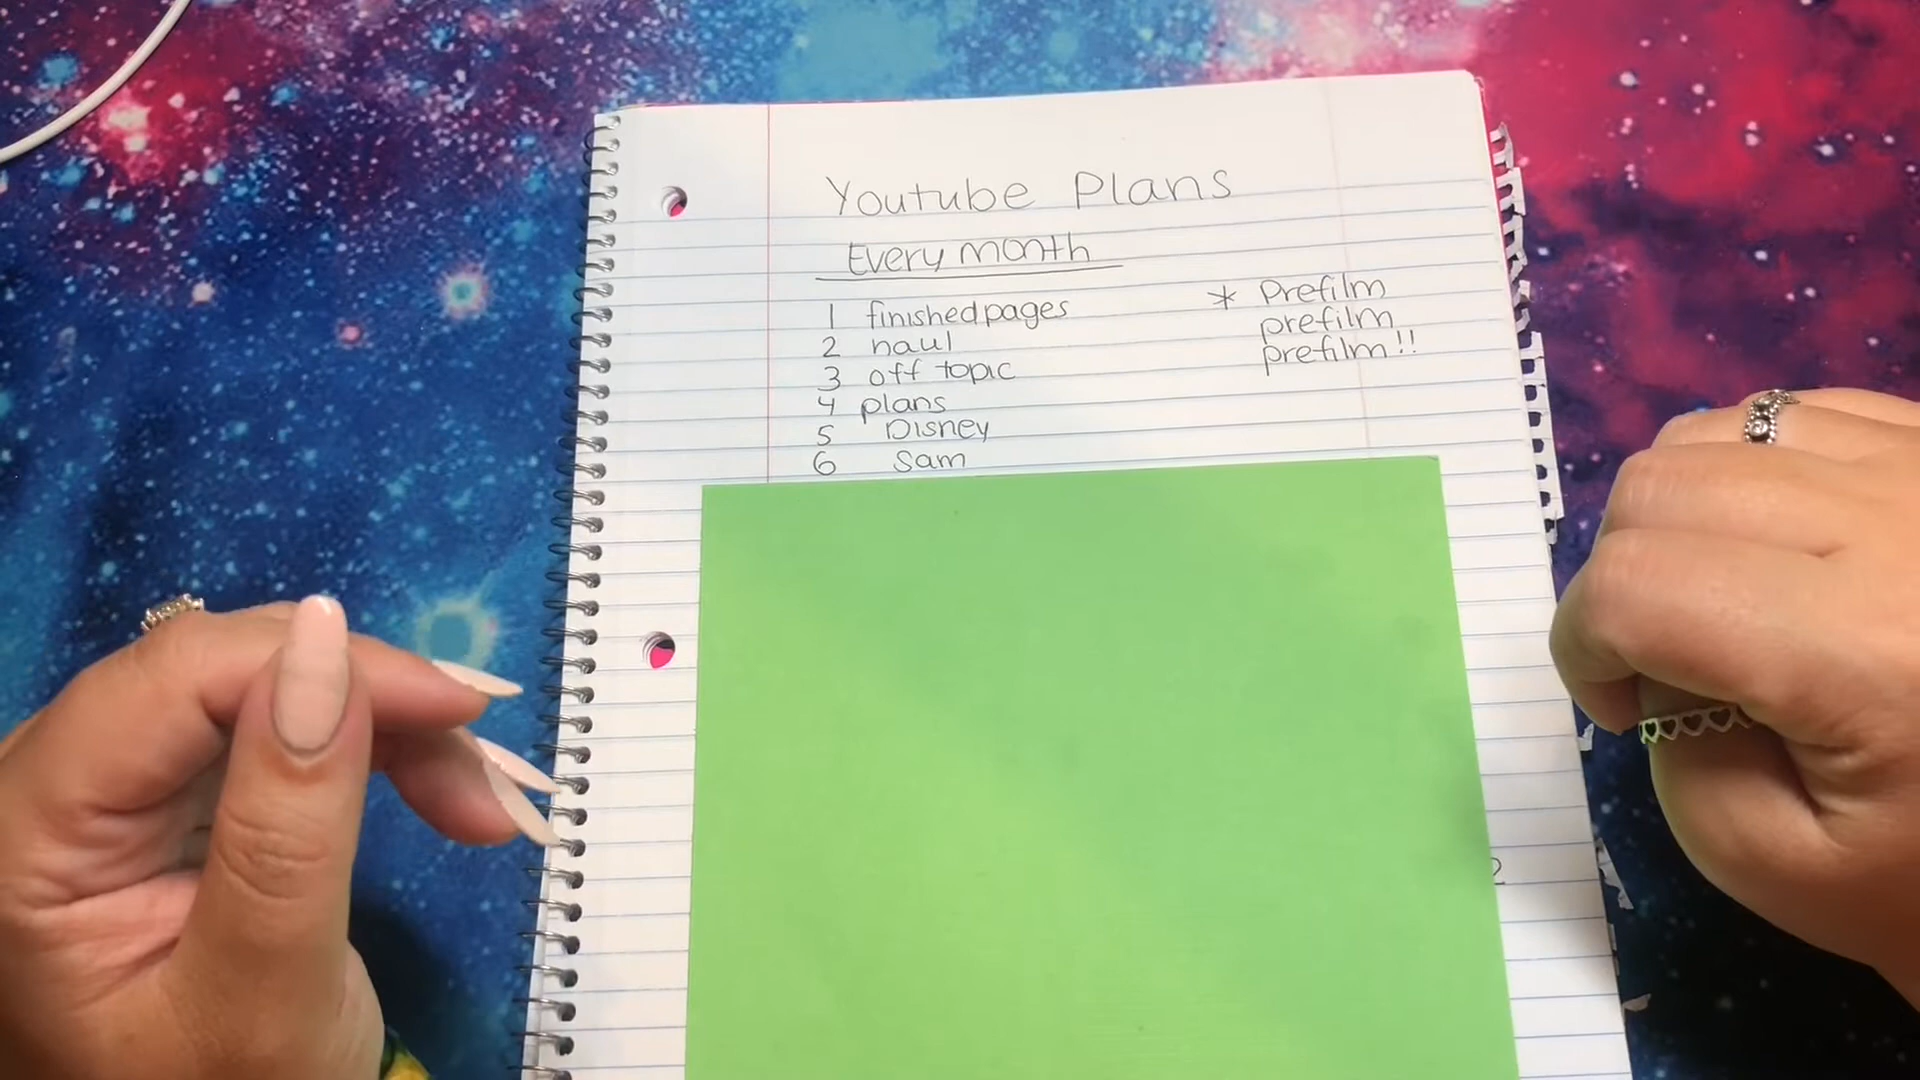 Youtube Plans
Every month
1 finished pages
2 haul
3 off topic
4 plans
5 Disney
6 Sam
* Prefilm
prefilm
prefilm!!
2